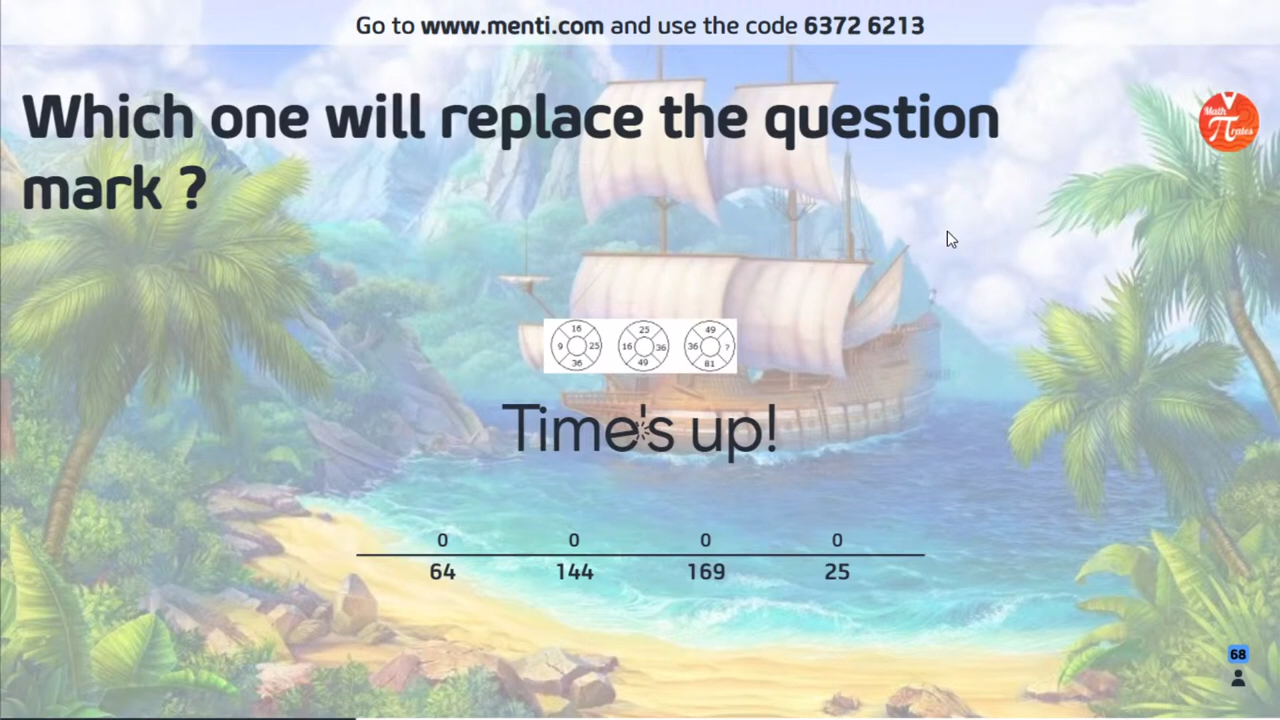 Go to www.menti.com and use the code 6372 6213
Which one will replace the question
mark ?
Math
π rates
16
9 25
36
25
16 36
49
49
36 ?
81
Time's up!
0 0 0 0
64 144 169 25
68